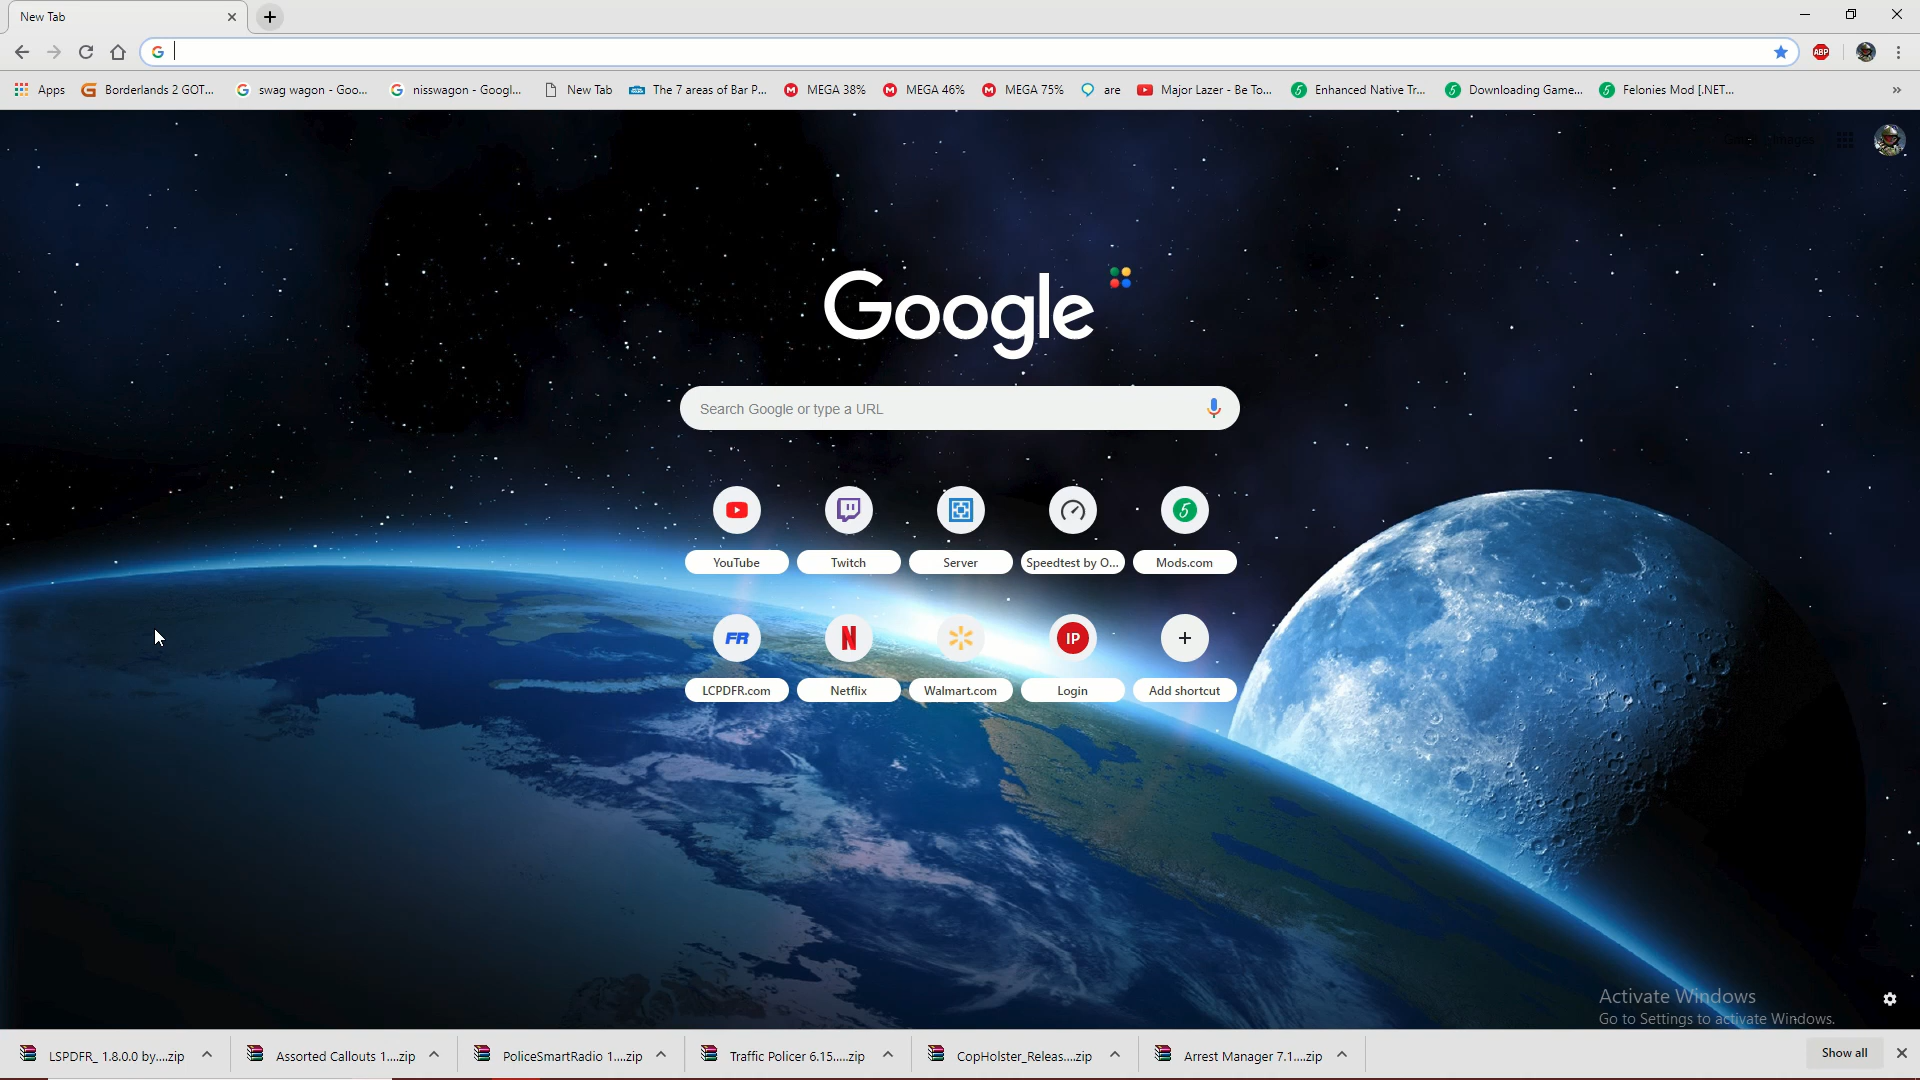 New Tab
Apps
Borderlands 2 GOT...
swag wagon - Goo...
nisswagon - Googl...
New Tab
The 7 areas of Bar P...
MEGA 38%
MEGA 46%
MEGA 75%
are
Major Lazer - Be To...
Enhanced Native Tr...
Downloading Game...
Felonies Mod [.NET...
ABP
Google
Search Google or type a URL
YouTube
Twitch
Server
Speedtest by O...
Mods.com
FR
IP
LCPDFR.com
Netflix
Walmart.com
Login
Add shortcut
Activate Windows
Go to Settings to activate Windows.
LSPDFR_ 1.8.0.0 by....zip
Assorted Callouts 1....zip
PoliceSmartRadio 1....zip
Traffic Policer 6.15.....zip
CopHolster_Releas....zip
Arrest Manager 7.1....zip
Show all